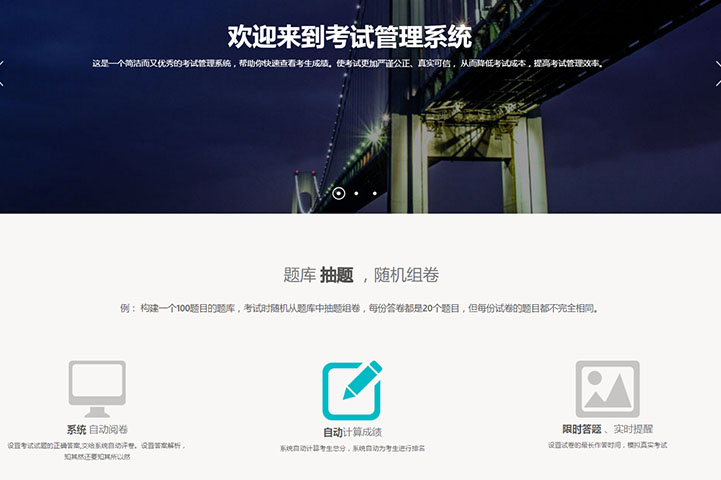 欢迎来到考试管理系统
这是一个简洁而又优秀的考试管理系统，帮助你快速查看考生成绩。使考试更加严谨公正、真实可信， 从而降低考试成本，提高考试管理效率。
题库 抽题 ，随机组卷
例： 构建一个100题目的题库，考试时随机从题库中抽题组卷，每份答卷都是20个题目，但每份试卷的题目都不完全相同。
系统 自动阅卷
设置考试试题的正确答案,交给系统自动评卷。设置答案解析，
知其然还要知其所以然
自动计算成绩
系统自动计算考生总分，系统自动为考生进行排名
限时答题 、实时提醒
设置试卷的最长作答时间，模拟真实考试